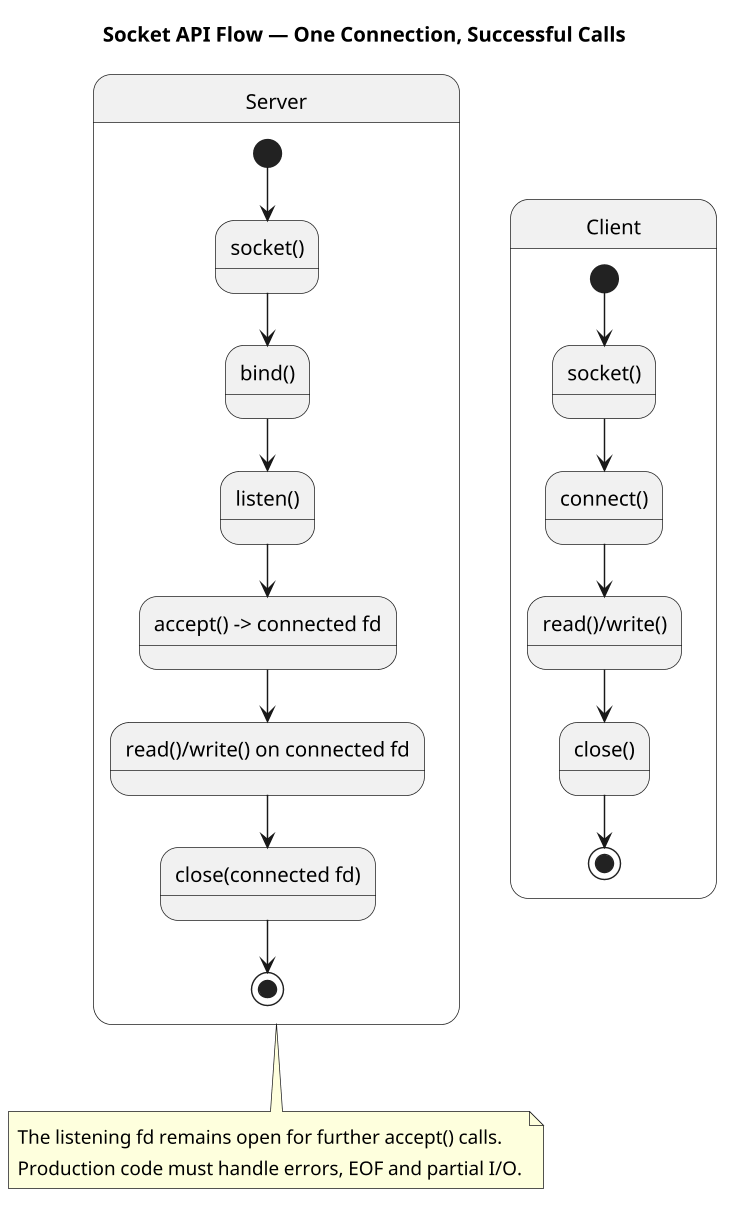 Socket API Flow — One Connection, Successful Calls
Server
socket()
bind()
listen()
accept() -> connected fd
read()/write() on connected fd
close(connected fd)
Client
socket()
connect()
read()/write()
close()
The listening fd remains open for further accept() calls.
Production code must handle errors, EOF and partial I/O.